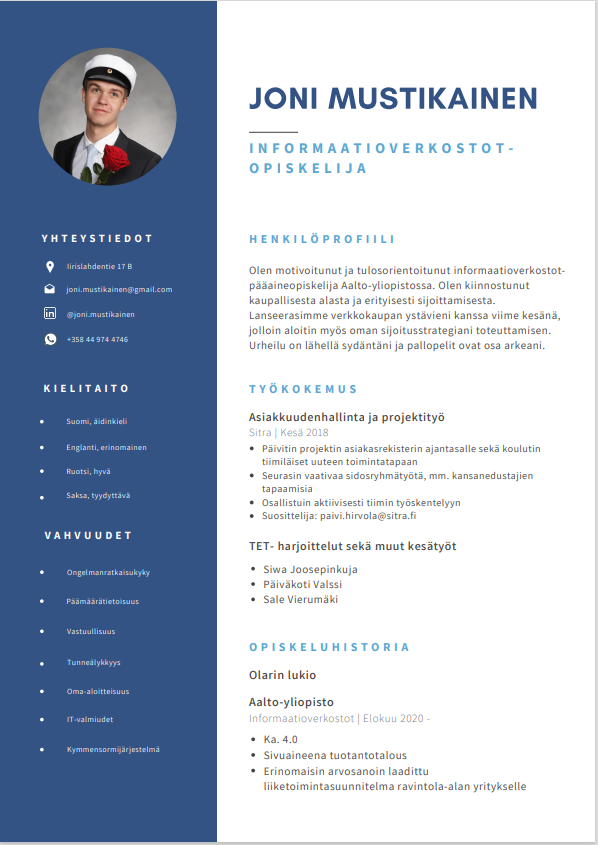 JONI MUSTIKAINEN
INFORMAATIOVERKOSTOT-
OPISKELIJA
YHTEYSTIEDOT
Iirislahdentie 17 B
joni.mustikainen@gmail.com
@joni.mustikainen
+358 44 974 4746
KIELITAITO
Suomi, äidinkieli
Englanti, erinomainen
Ruotsi, hyvä
Saksa, tyydyttävä
VAHVUUDET
Ongelmanratkaisukyky
Päämäärätietoisuus
Vastuullisuus
Tunneälykkyys
Oma-aloitteisuus
IT-valmiudet
Kymmensormijärjestelmä
HENKILÖPROFIILI
Olen motivoitunut ja tulosorientoitunut informaatioverkostot-
pääaineopiskelija Aalto-yliopistossa. Olen kiinnostunut
kaupallisesta alasta ja erityisesti sijoittamisesta.
Lanseerasimme verkkokaupan ystävieni kanssa viime kesänä,
jolloin aloitin myös oman sijoitusstrategiani toteuttamisen.
Urheilu on lähellä sydäntäni ja pallopelit ovat osa arkeani.
TYÖKOKEMUS
Asiakkuudenhallinta ja projektityö
Sitra | Kesä 2018
Päivitin projektin asiakasrekisterin ajantasalle sekä koulutin
tiimiläiset uuteen toimintatapaan
Seurasin vaativaa sidosryhmätyötä, mm. kansanedustajien
tapaamisia
Osallistuin aktiivisesti tiimin työskentelyyn
Suosittelija: paivi.hirvola@sitra.fi
TET- harjoittelut sekä muut kesätyöt
Siwa Joosepinkuja
Päiväkoti Valssi
Sale Vierumäki
OPISKELUHISTORIA
Olarin lukio
Aalto-yliopisto
Informaatioverkostot | Elokuu 2020 -
Ka. 4.0
Sivuaineena tuotantotalous
Erinomaisin arvosanoin laadittu
liiketoimintasuunnitelma ravintola-alan yritykselle